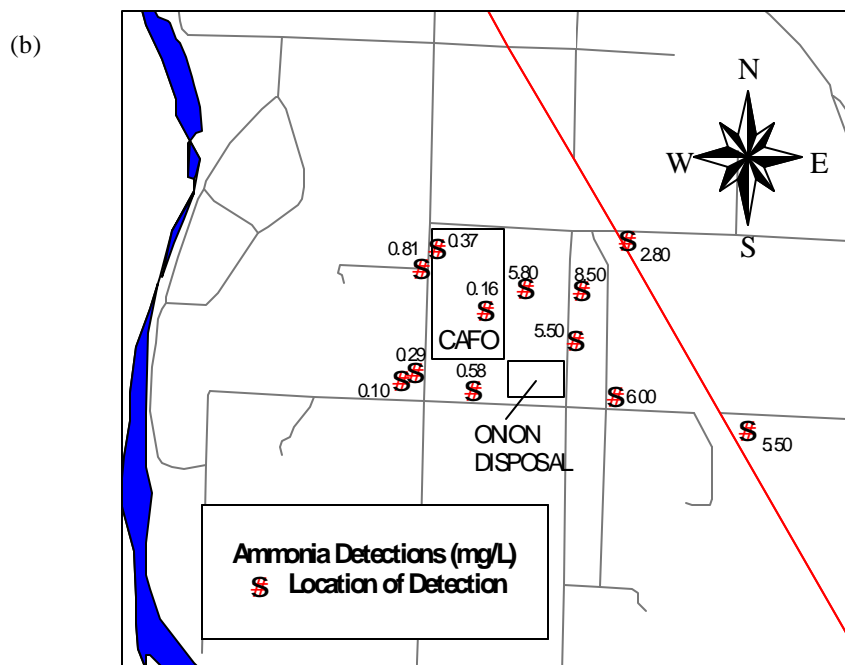 (b)
N
W E
S
0.81 0.37
2.80
0.16 5.80 8.50
5.50
CAFO
0.29
0.10 0.58
6.00
ONION
DISPOSAL
5.50
Ammonia Detections (mg/L)
Location of Detection